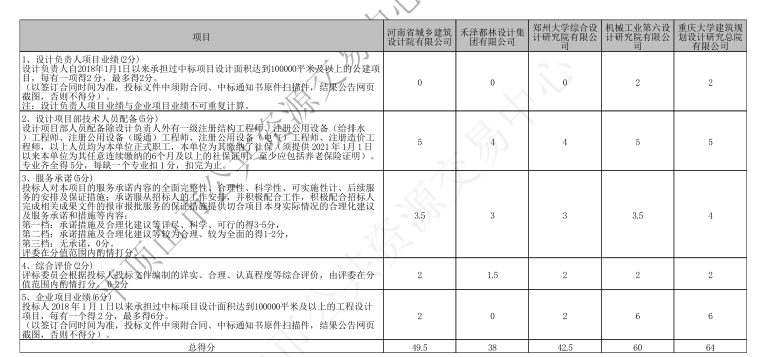 项目 河南省城乡建筑设计院有限公司 禾泽都林设计集团有限公司 郑州大学综合设计研究院有限公司 机械工业第六设计研究院有限公司 重庆大学建筑规划设计研究总院有限公司
1、设计负责人项目业绩(2分)
设计负责人自2018年1月1日以来承担过中标项目设计面积达到100000平米及以上的公建项
目，每有一项得2 分，最多得2分。
（以签订合同时间为准，投标文件中须附合同、中标通知书原件扫描件，结果公告网页
截图，否则不得分）。
注：设计负责人项目业绩与企业项目业绩不可重复计算。
0 0 0 2 2
2、设计项目部技术人员配备(5分)
设计项目部人员配备除设计负责人外有一级注册结构工程师、注册公用设备（给排水
）工程师、注册公用设备（暖通）工程师、注册公用设备（电气）工程师、注册造价工
程师，以上人员均为本单位正式职工，本单位为其缴纳了社保（须提供 2021 年 1月 1日
以来本单位为其任意连续缴纳的6个月及以上的社保证明，至少应包括养老保险证明）。
专业齐全得 5分，每缺一个专业扣 1分，扣完为止。
5 4 4 5 5
3、服务承诺(5分)
投标人对本项目的服务承诺内容的全面完整性、合理性、科学性、可实施性计、后续服
务的安排及保证措施；承诺服从招标人的工作安排，并积极配合工作，积极配合招标人
完成相关成果文件的报审报批服务的保证措施提供切合项目本身实际情况的合理化建议
及服务承诺和措施等内容；
第一档：承诺措施及合理化建议等详尽、科学、可行的得3-5分，
第二档：承诺措施及合理化建议等较为合理、较为全面的得1-2分，
第三档：无承诺，0分。
评委在分值范围内酌情打分。
3.5 3 3 3.5 4
4、综合评价(2分)
评标委员会根据投标人投标文件编制的详实、合理、认真程度等综合评价，由评委在分
值范围内酌情打分。0-2分
2 1.5 2 2 2
5、企业项目业绩(6分)
投标人 2018 年 1 月 1日以来承担过中标项目设计面积达到100000平米及以上的工程设计
项目，每有一个得 2 分，最多得6分。
（以签订合同时间为准，投标文件中须附合同、中标通知书原件扫描件，结果公告网页
截图，否则不得分）。
2 0 2 6 6
总得分 49.5 38 42.5 60 64